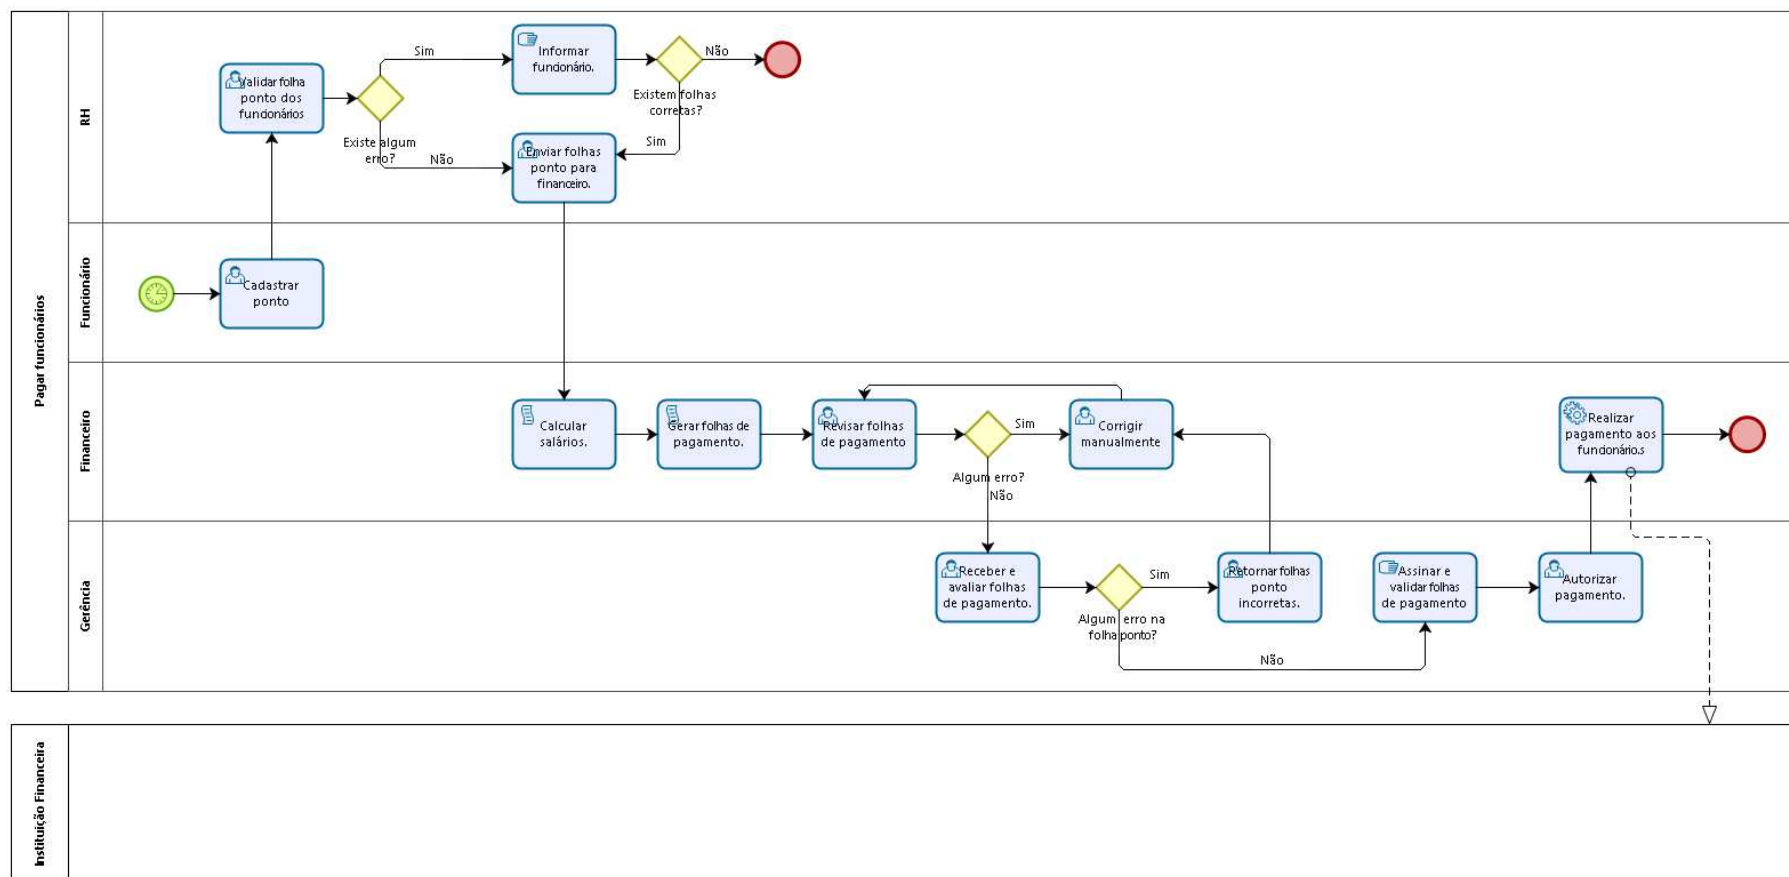 Pagar funcionários
RH
Validar folha
ponto dos
funcionários
Existe algum
erro?
Sim
Não
Informar
funcionário.
Existem folhas
corretas?
Não
Sim
Enviar folhas
ponto para
financeiro.
Funcionário
Cadastrar
ponto
Financeiro
Calcular
salários.
Gerar folhas de
pagamento.
Revisar folhas
de pagamento
Algum erro?
Sim
Não
Corrigir
manualmente
Realizar
pagamento aos
funcionário.s
Gerência
Receber e
avaliar folhas
de pagamento.
Algum erro na
folha ponto?
Sim
Não
Retornar folhas
ponto
incorretas.
Assinar e
validar folhas
de pagamento
Autorizar
pagamento.
Instituição Financeira